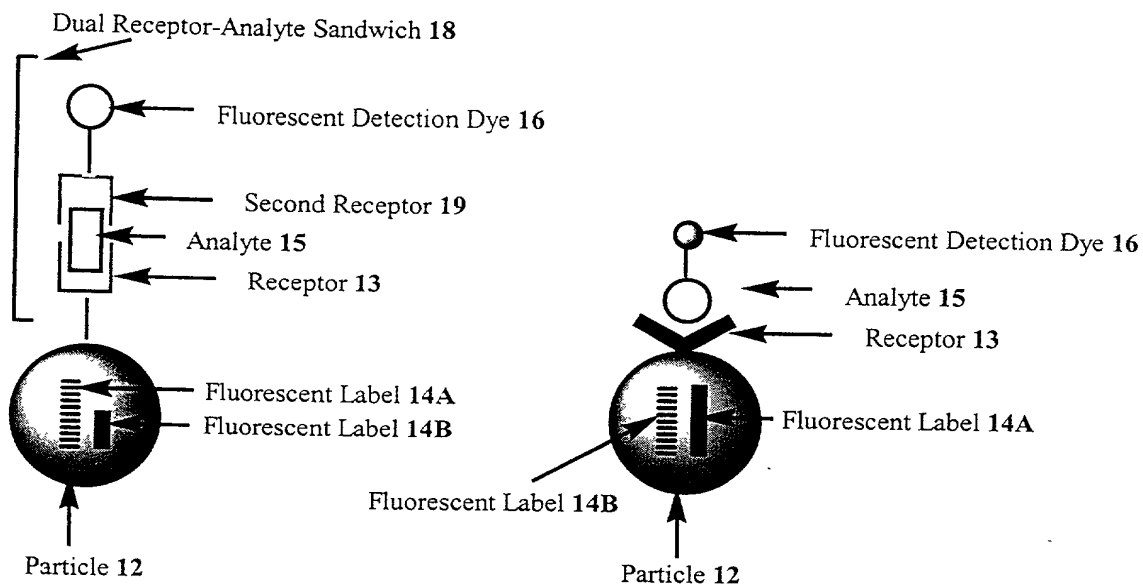 Dual Receptor-Analyte Sandwich 18
Fluorescent Detection Dye 16
Second Receptor 19
Analyte 15
Receptor 13
Fluorescent Label 14A
Fluorescent Label 14B
Particle 12
Fluorescent Detection Dye 16
Analyte 15
Receptor 13
Fluorescent Label 14A
Fluorescent Label 14B
Particle 12